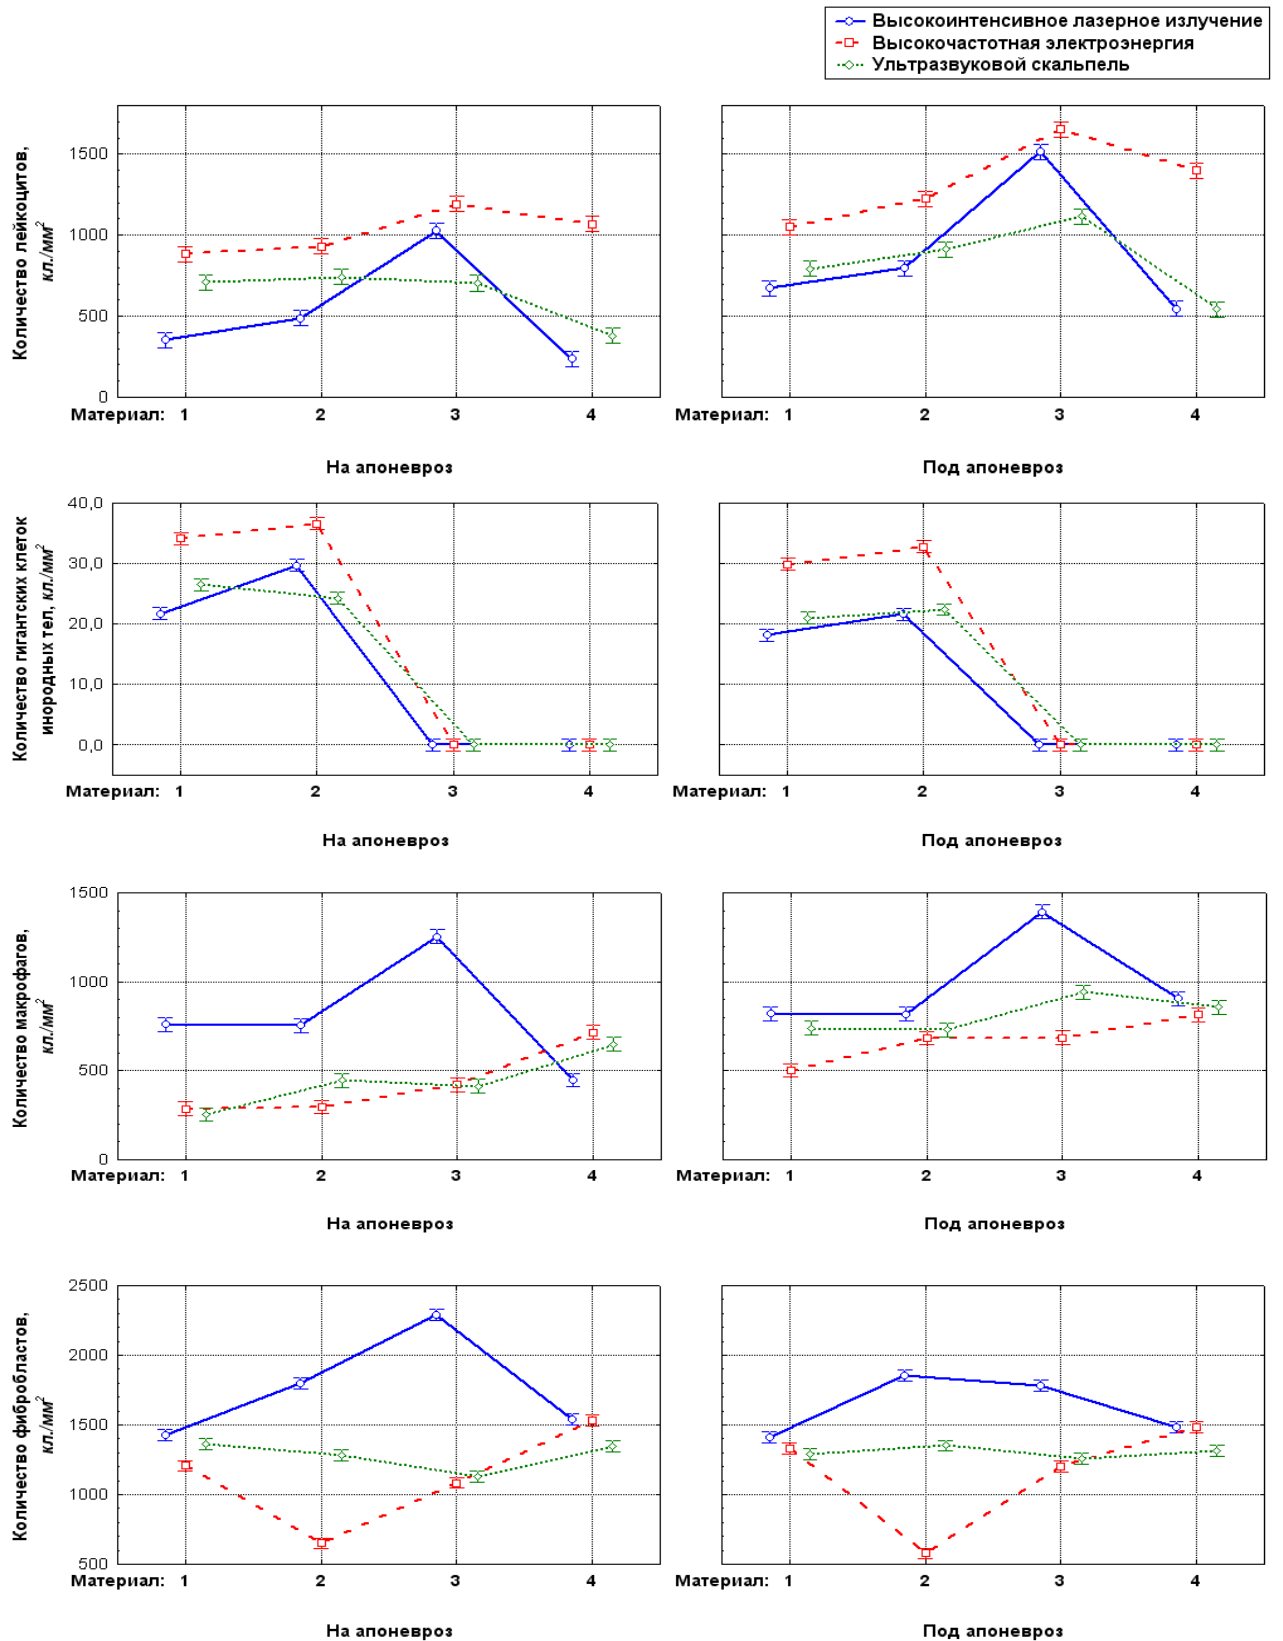 Высокоинтенсивное лазерное излучение
Высокочастотная электроэнергия
Ультразвуковой скальпель
Количество лейкоцитов,
кл./мм²
1500
1000
500
0
Материал: 1 2 3 4
На апоневроз
Материал: 1 2 3 4
Под апоневроз
Количество гигантских клеток
инородных тел, кл./мм²
40,0
30,0
20,0
10,0
0,0
Материал: 1 2 3 4
На апоневроз
Материал: 1 2 3 4
Под апоневроз
Количество макрофагов,
кл./мм²
1500
1000
500
0
Материал: 1 2 3 4
На апоневроз
Материал: 1 2 3 4
Под апоневроз
Количество фибробластов,
кл./мм²
2500
2000
1500
1000
500
Материал: 1 2 3 4
На апоневроз
Материал: 1 2 3 4
Под апоневроз